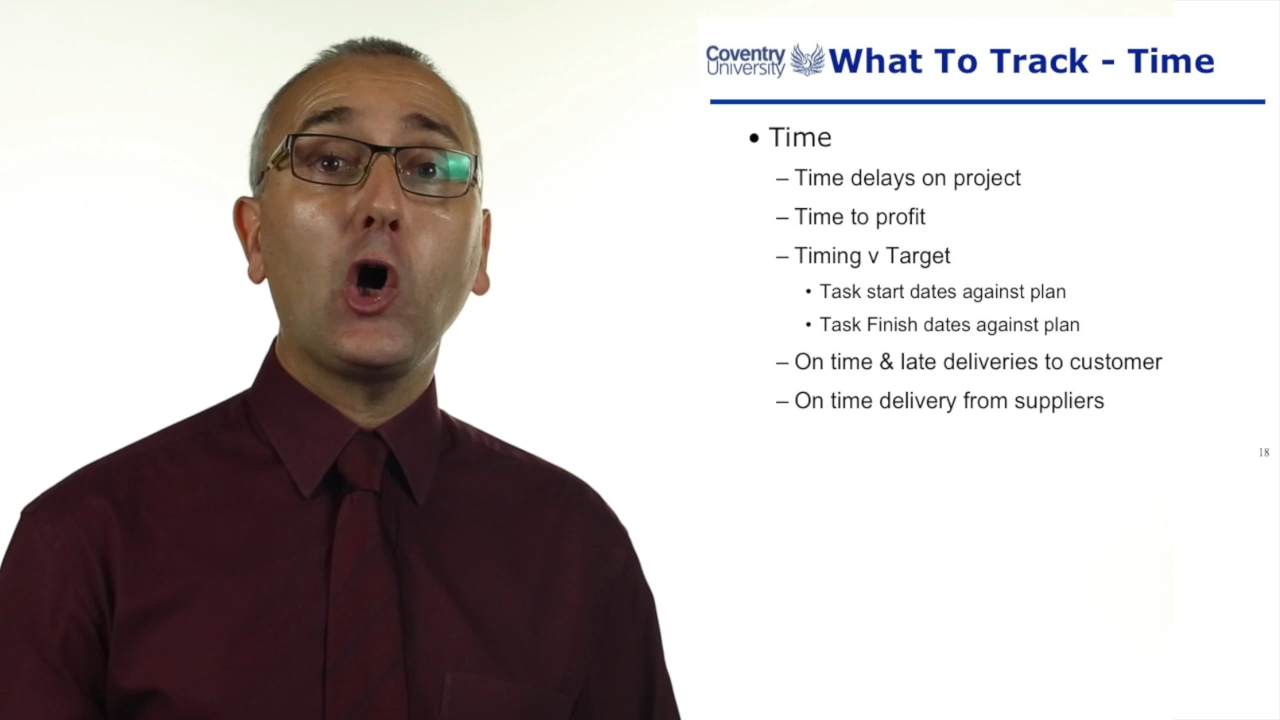 Coventry
University
What To Track - Time
• Time
– Time delays on project
– Time to profit
– Timing v Target
• Task start dates against plan
• Task Finish dates against plan
– On time & late deliveries to customer
– On time delivery from suppliers
18